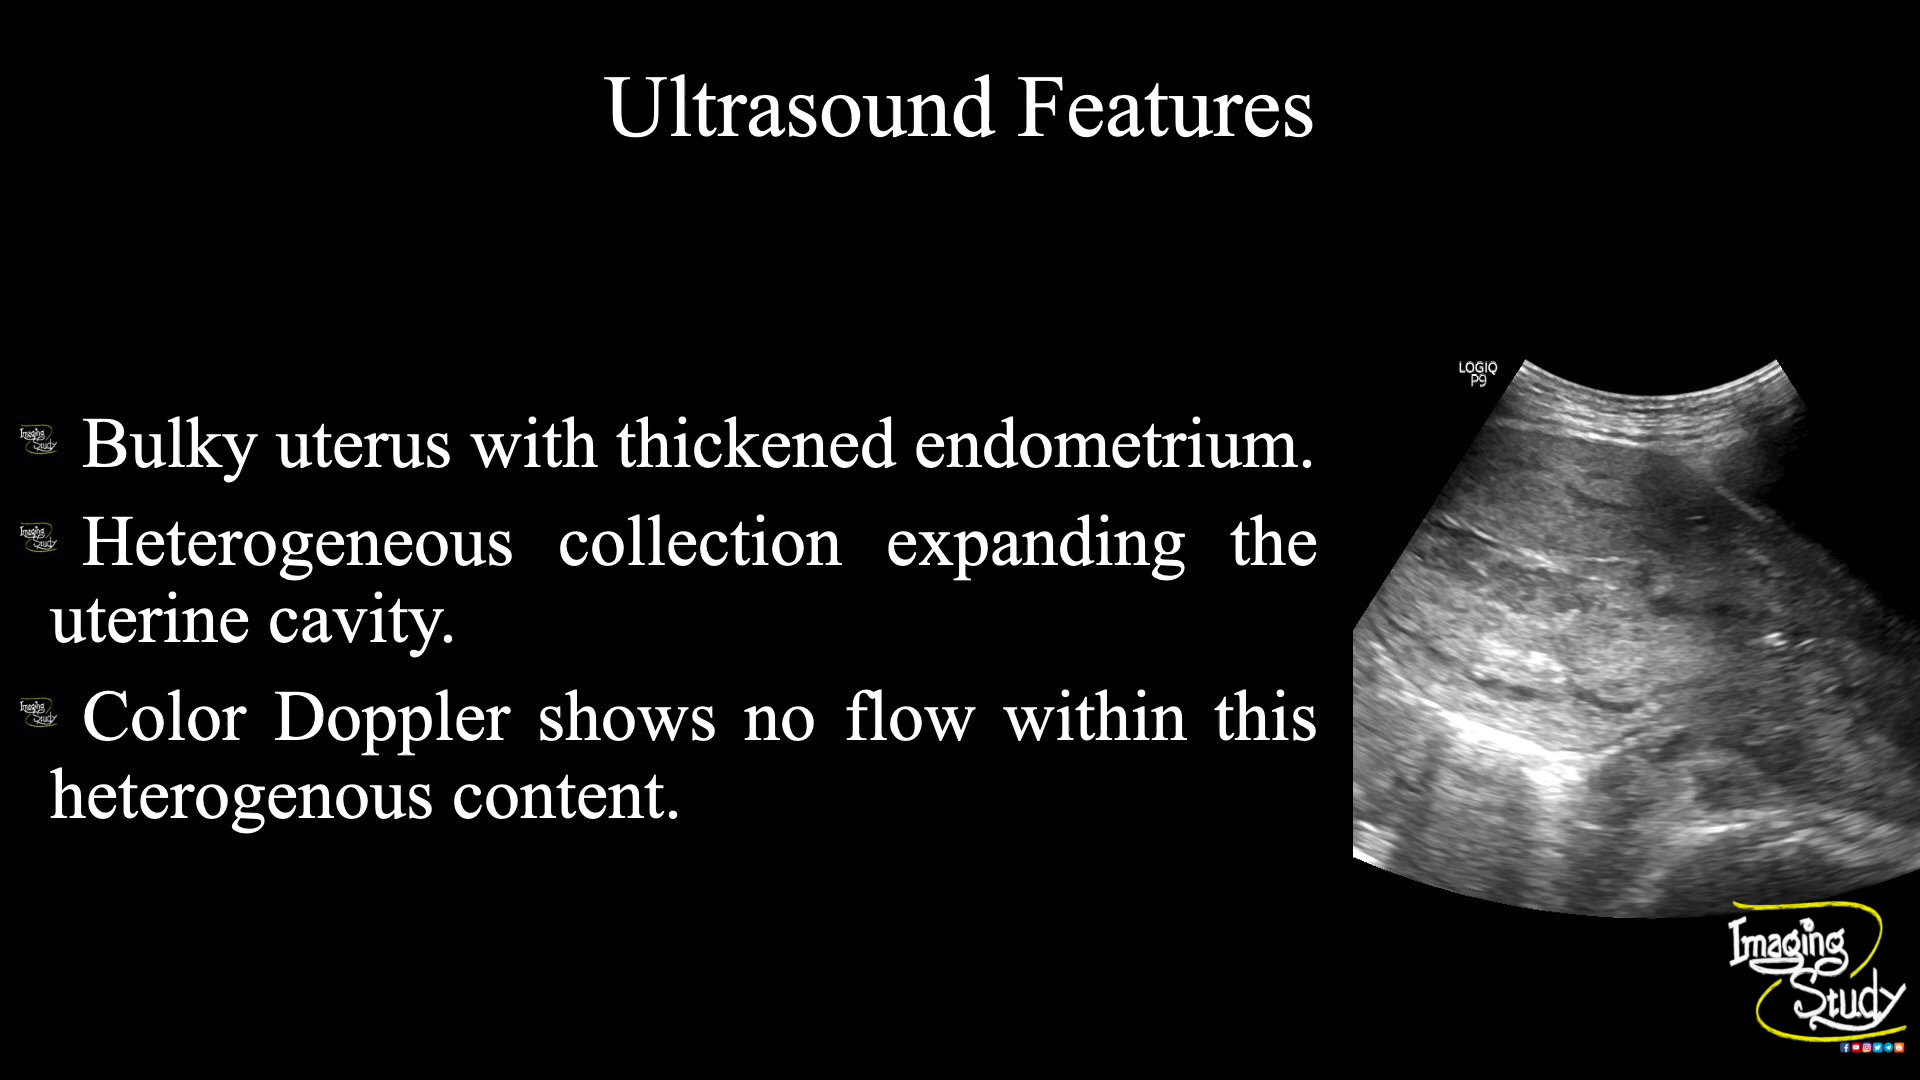 Ultrasound Features
LOGIQ
P9
Bulky uterus with thickened endometrium.
Heterogeneous collection expanding the
uterine cavity.
Color Doppler shows no flow within this
heterogenous content.
Imaging
Study